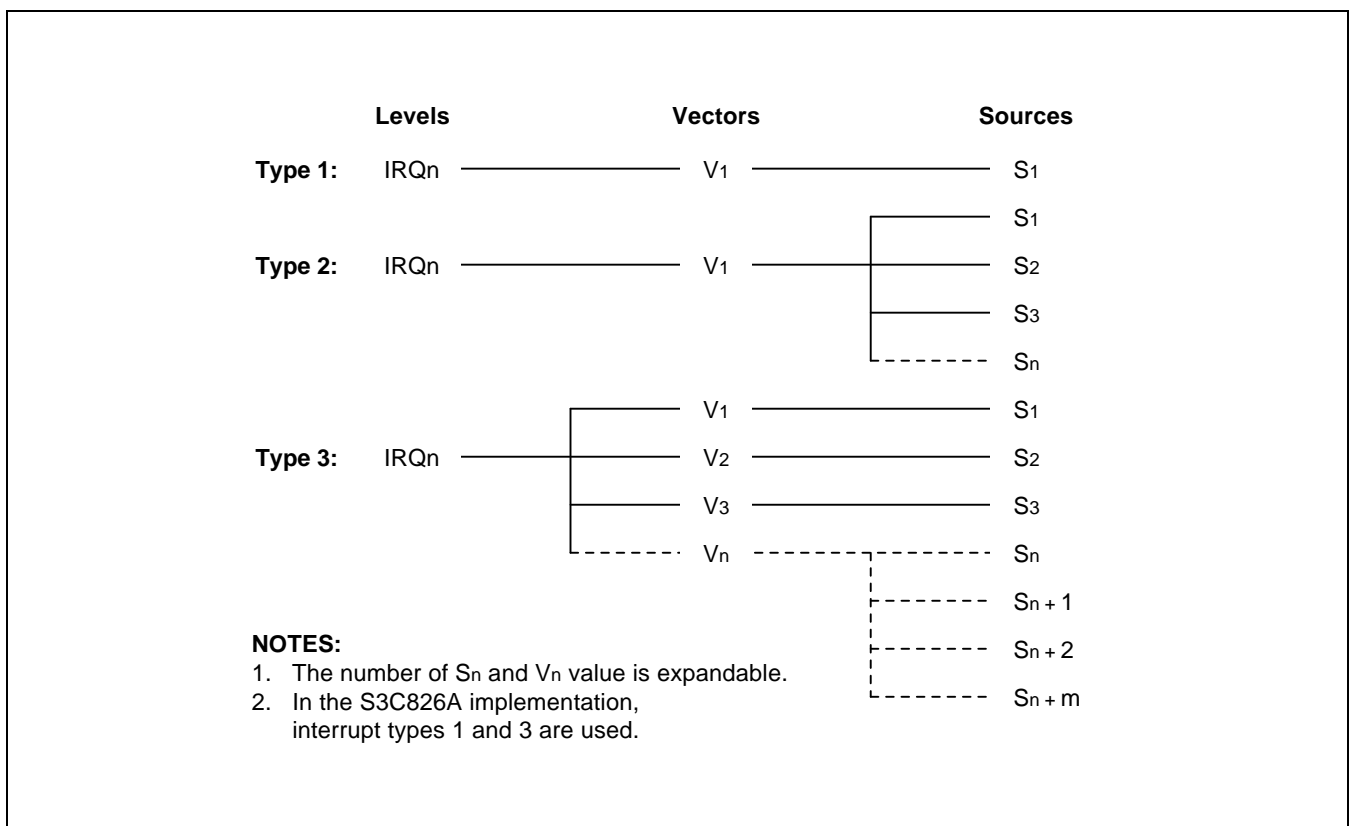 Levels Vectors Sources
Type 1: IRQn V1 S1
S1
Type 2: IRQn V1 S2
S3
Sn
V1 S1
Type 3: IRQn V2 S2
V3 S3
Vn Sn
Sn + 1
NOTES:
Sn + 2
1. The number of Sn and Vn value is expandable.
2. In the S3C826A implementation,
Sn + m
interrupt types 1 and 3 are used.